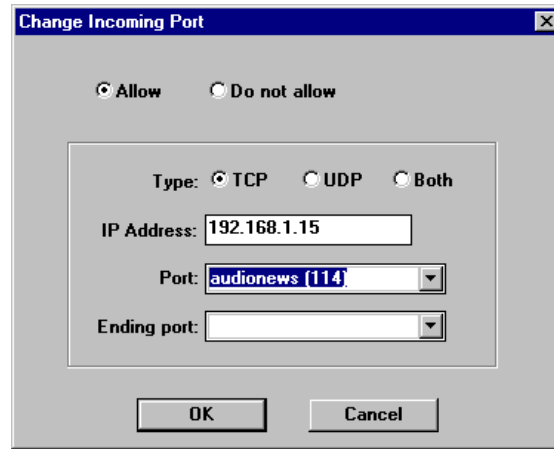 Change Incoming Port
Allow Do not allow
Type: TCP UDP Both
IP Address: 192.168.1.15
Port: audionews (114)
Ending port:
OK Cancel